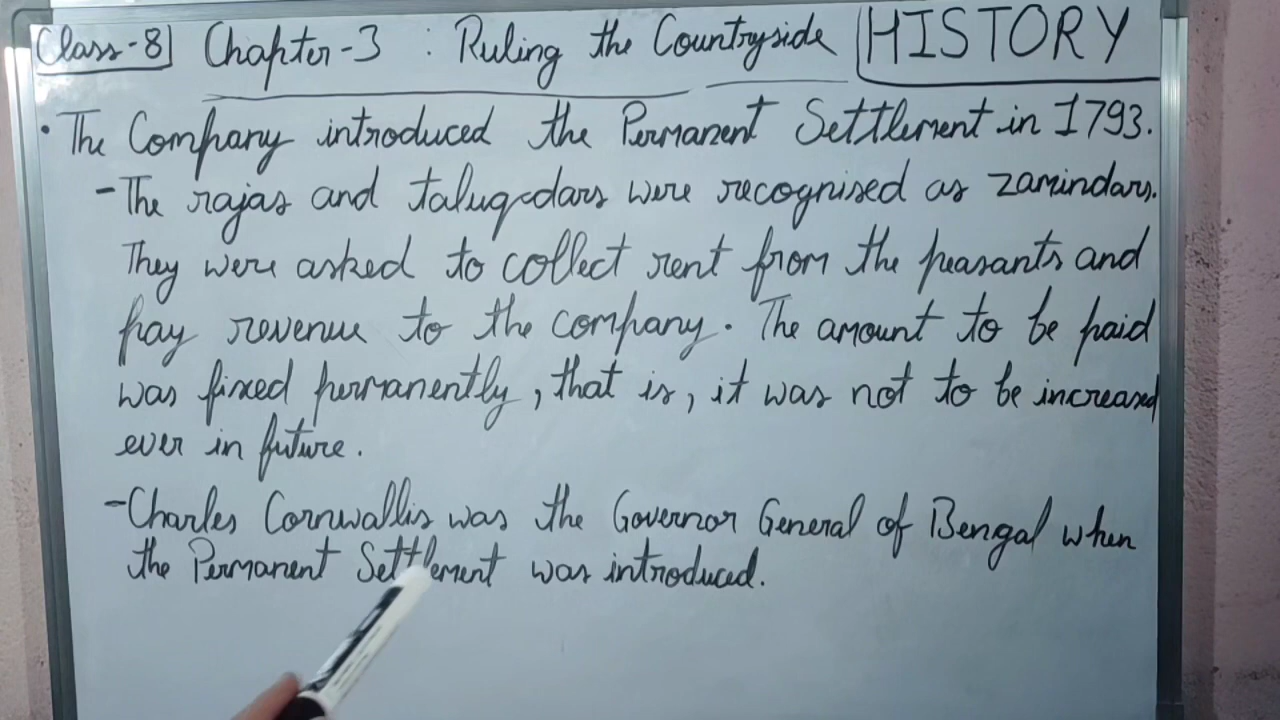 Class-8 Chapter-3 : Ruling the Countryside HISTORY
• The Company introduced the Permanent Settlement in 1793.
- The rajas and taluqdars were recognised as zamindars.
They were asked to collect rent from the peasants and
pay revenue to the company. The amount to be paid
was fixed permanently, that is, it was not to be increased
ever in future.
- Charles Cornwallis was the Governor General of Bengal when
the Permanent Settlement was introduced.